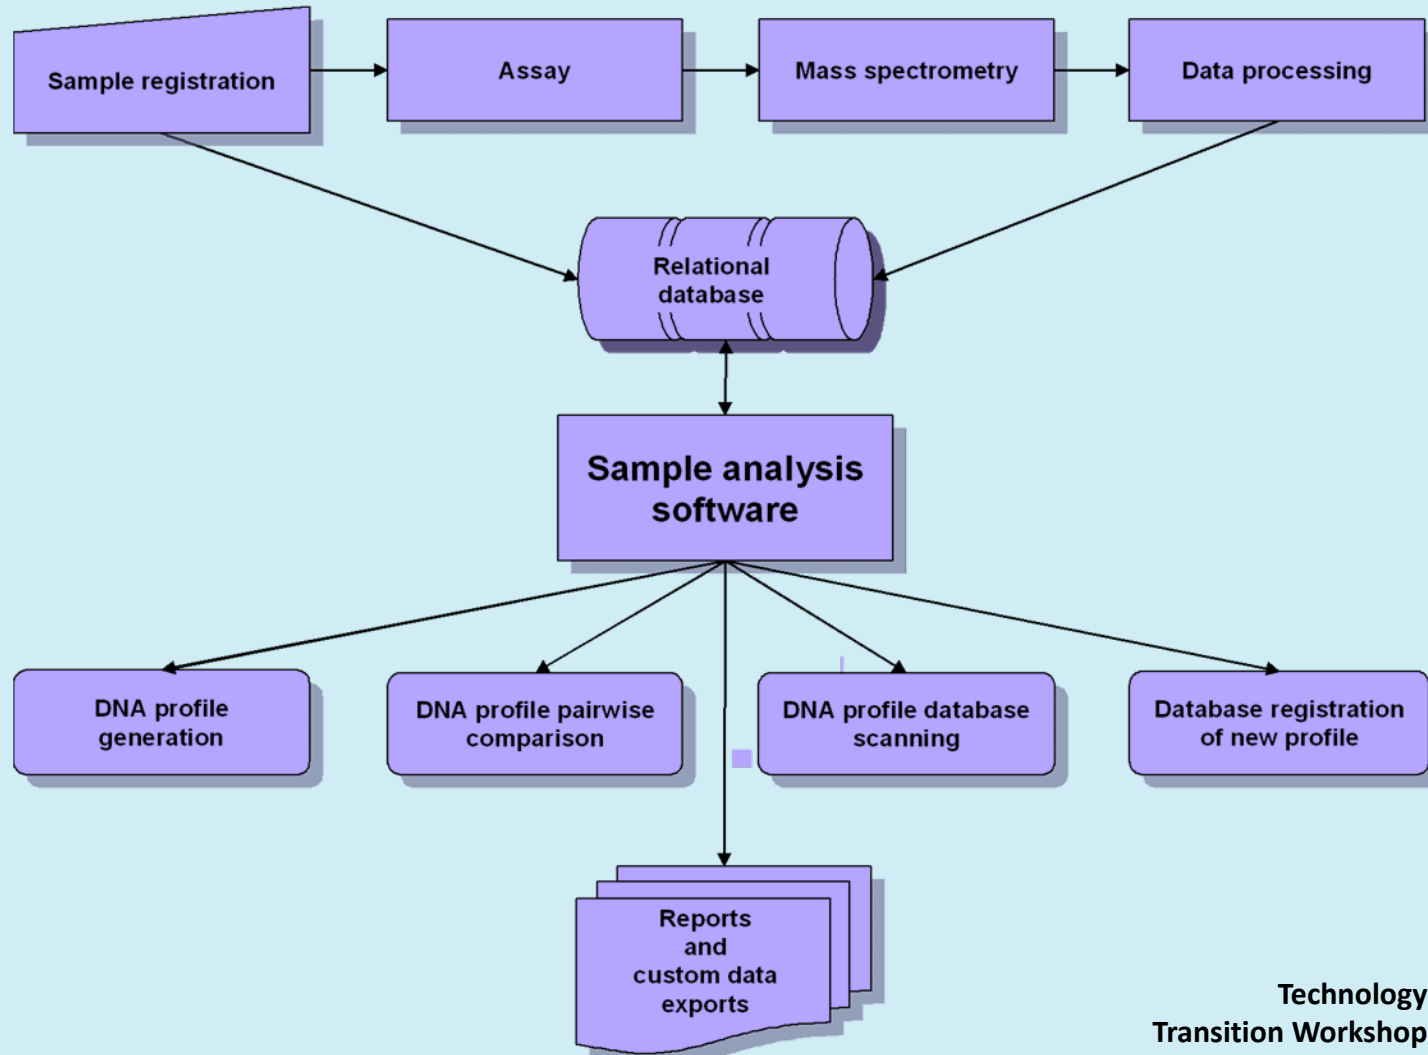 Sample registration
Assay
Mass spectrometry
Data processing
Relational
database
Sample analysis
software
DNA profile
generation
DNA profile pairwise
comparison
DNA profile database
scanning
Database registration
of new profile
Reports
and
custom data
exports
Technology
Transition Workshop